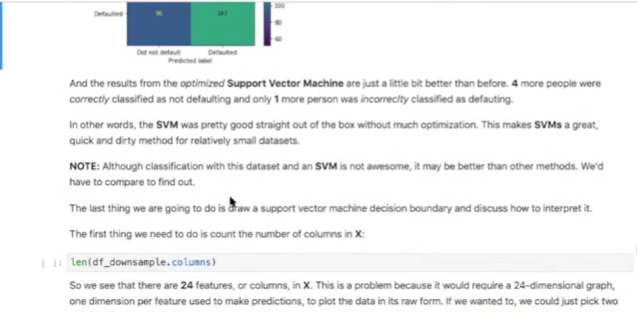 100
Defaulted
96
147
80
60
Did not default Defaulted
Predicted label
And the results from the optimized Support Vector Machine are just a little bit better than before. 4 more people were
correctly classified as not defaulting and only 1 more person was incorreclty classified as defauting.
In other words, the SVM was pretty good straight out of the box without much optimization. This makes SVMs a great,
quick and dirty method for relatively small datasets.
NOTE: Although classification with this dataset and an SVM is not awesome, it may be better than other methods. We'd
have to compare to find out.
The last thing we are going to do is draw a support vector machine decision boundary and discuss how to interpret it.
The first thing we need to do is count the number of columns in X:
[ ]: len(df_downsample.columns)
So we see that there are 24 features, or columns, in X. This is a problem because it would require a 24-dimensional graph,
one dimension per feature used to make predictions, to plot the data in its raw form. If we wanted to, we could just pick two